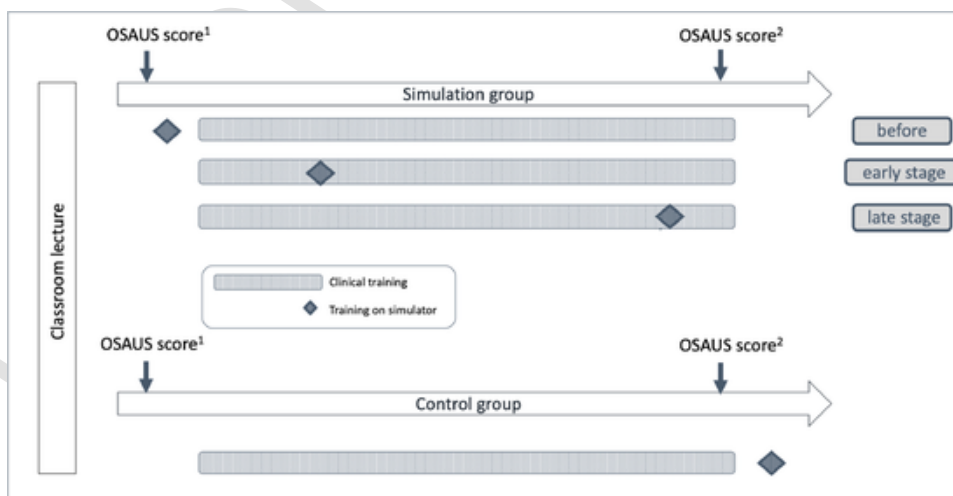 OSAUS score¹
OSAUS score²
Simulation group
before
early stage
late stage
Classroom lecture
Clinical training
Training on simulator
OSAUS score¹
OSAUS score²
Control group